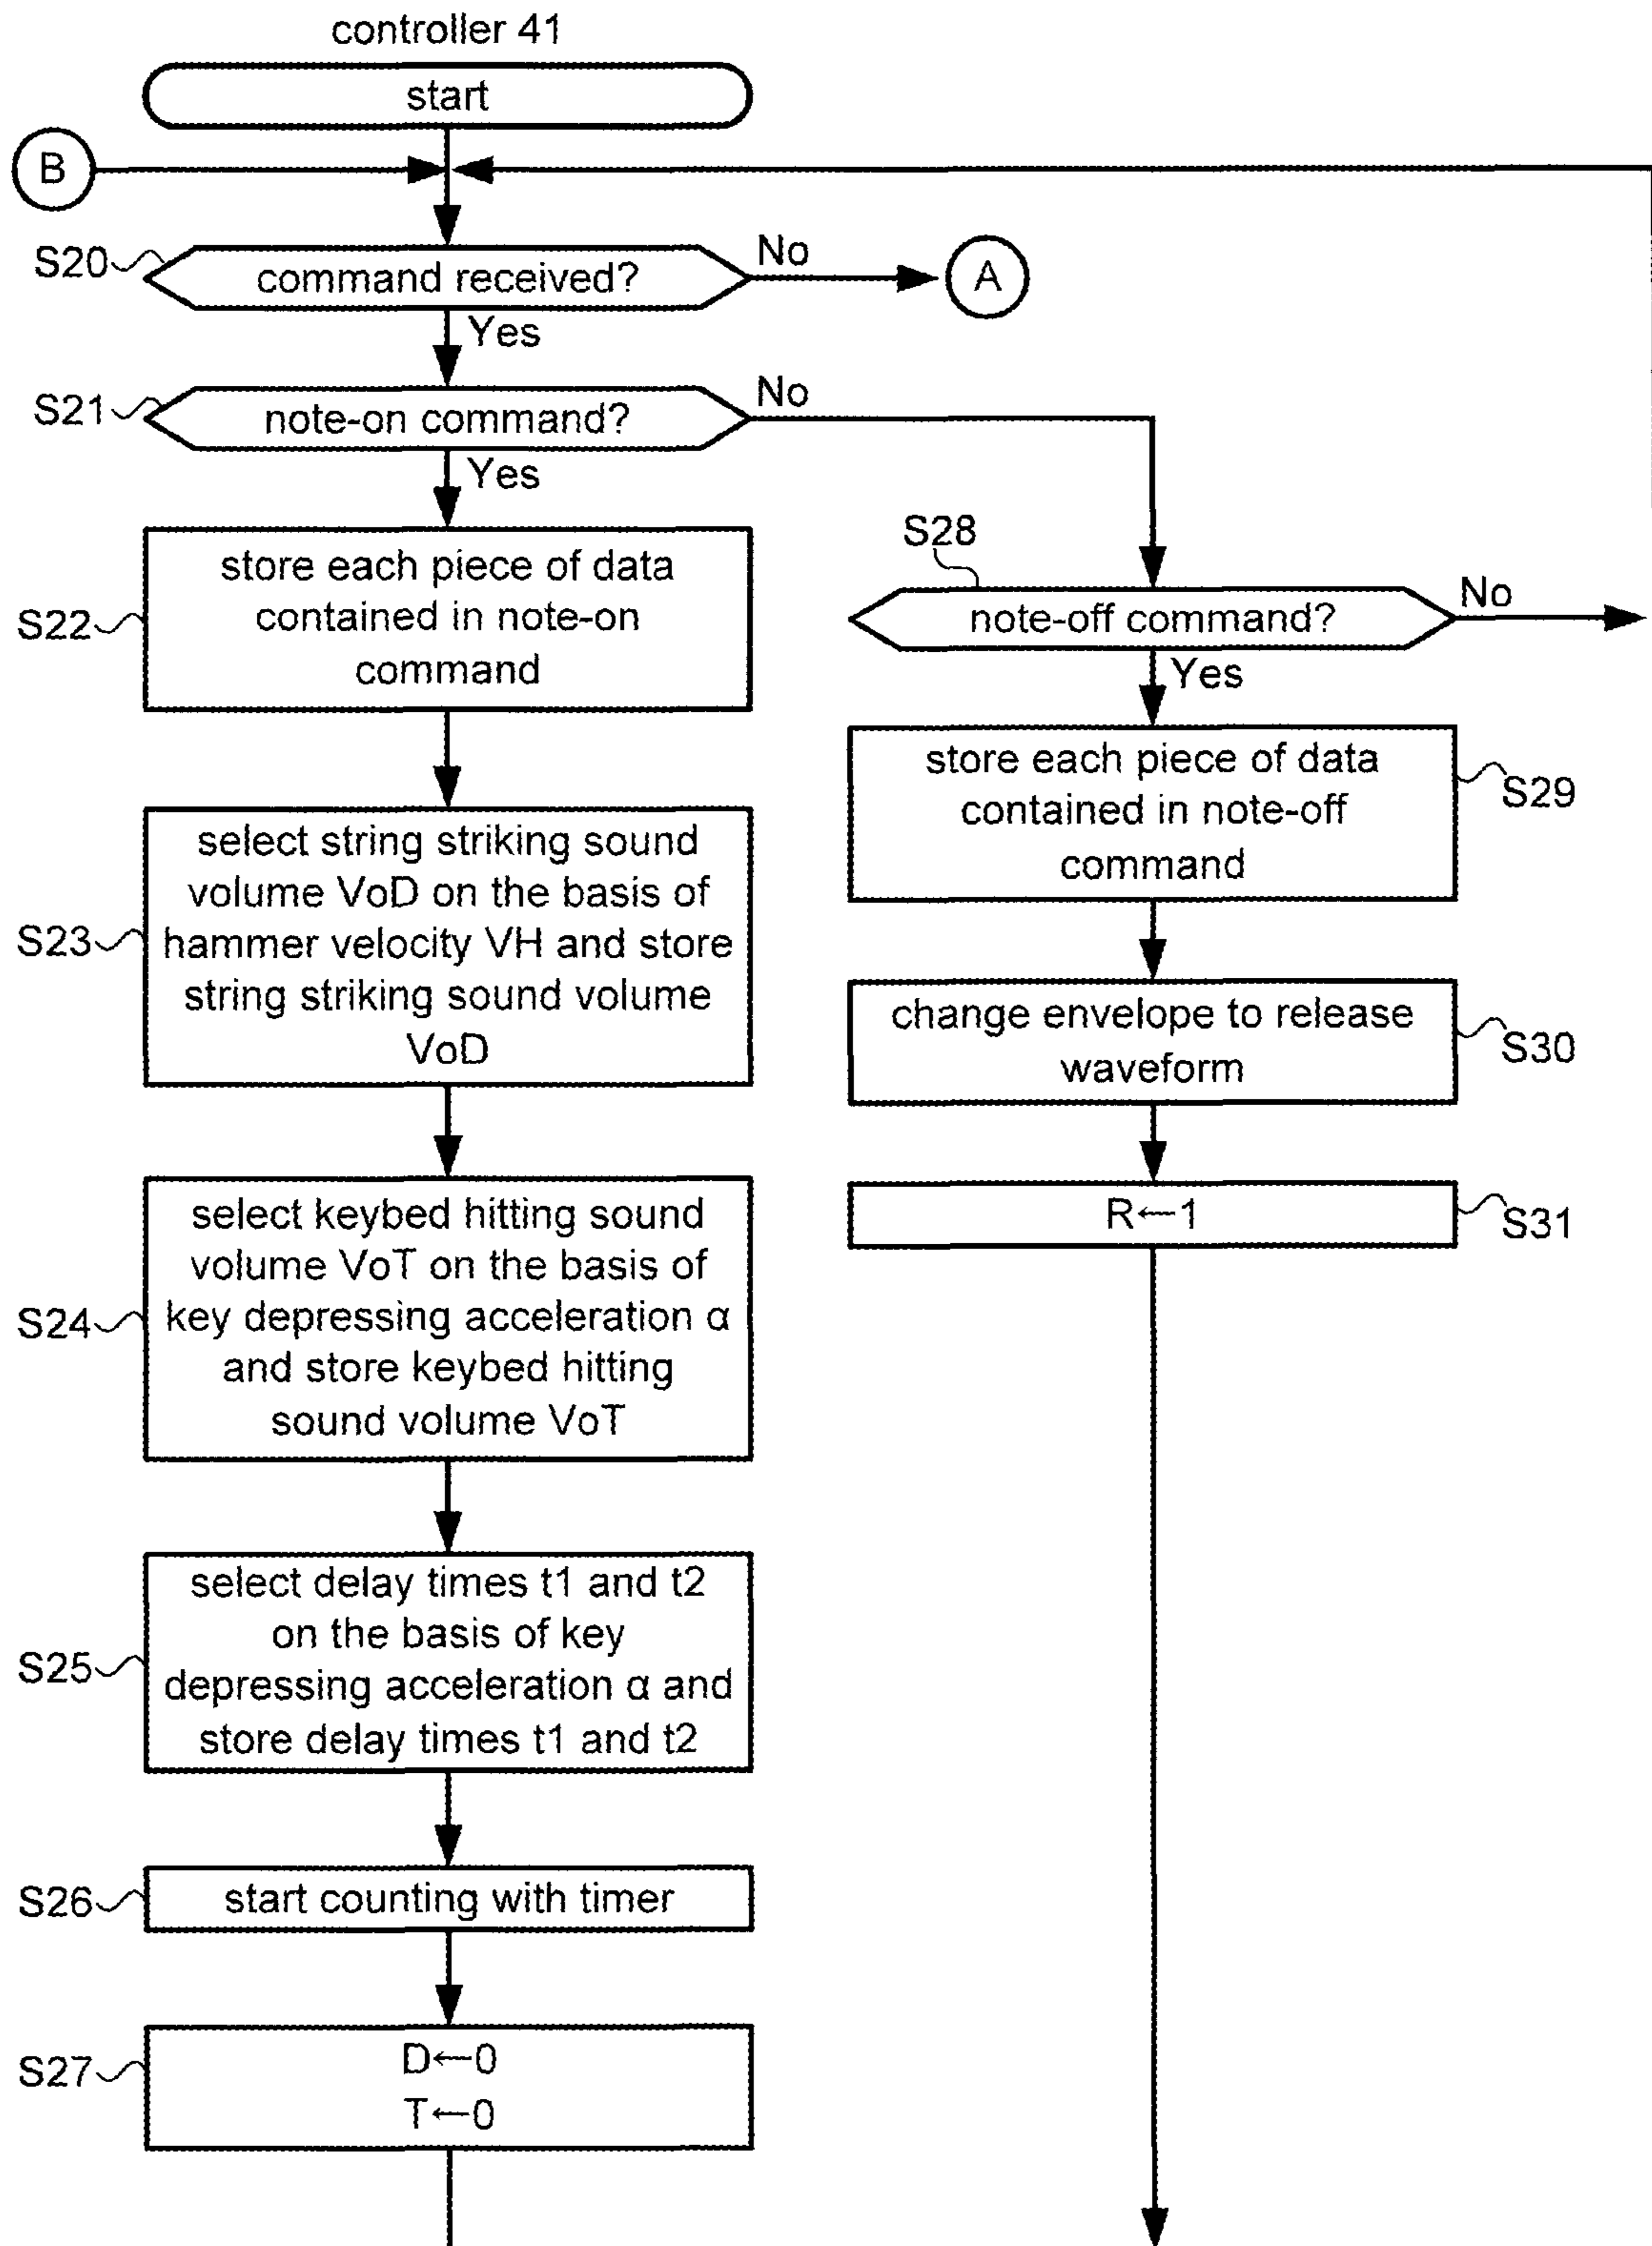 controller 41
start
B
S20
command received?
No
A
Yes
S21
note-on command?
No
Yes
S22
store each piece of data
contained in note-on
command
S28
note-off command?
No
Yes
S29
store each piece of data
contained in note-off
command
S23
select string striking sound
volume VoD on the basis of
hammer velocity VH and store
string striking sound volume
VoD
S30
change envelope to release
waveform
S31
R←1
S24
select keybed hitting sound
volume VoT on the basis of
key depressing acceleration α
and store keybed hitting
sound volume VoT
S25
select delay times t1 and t2
on the basis of key
depressing acceleration α and
store delay times t1 and t2
S26
start counting with timer
S27
D←0
T←0